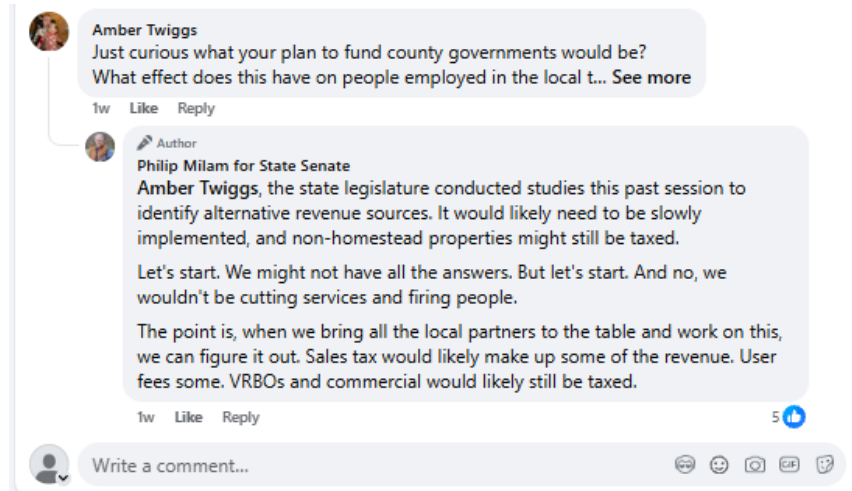 Amber Twiggs
Just curious what your plan to fund county governments would be?
What effect does this have on people employed in the local t... See more
1w Like Reply
Author
Philip Milam for State Senate
Amber Twiggs, the state legislature conducted studies this past session to
identify alternative revenue sources. It would likely need to be slowly
implemented, and non-homestead properties might still be taxed.
Let's start. We might not have all the answers. But let's start. And no, we
wouldn't be cutting services and firing people.
The point is, when we bring all the local partners to the table and work on this,
we can figure it out. Sales tax would likely make up some of the revenue. User
fees some. VRBOs and commercial would likely still be taxed.
1w Like Reply 5
Write a comment...
GIF